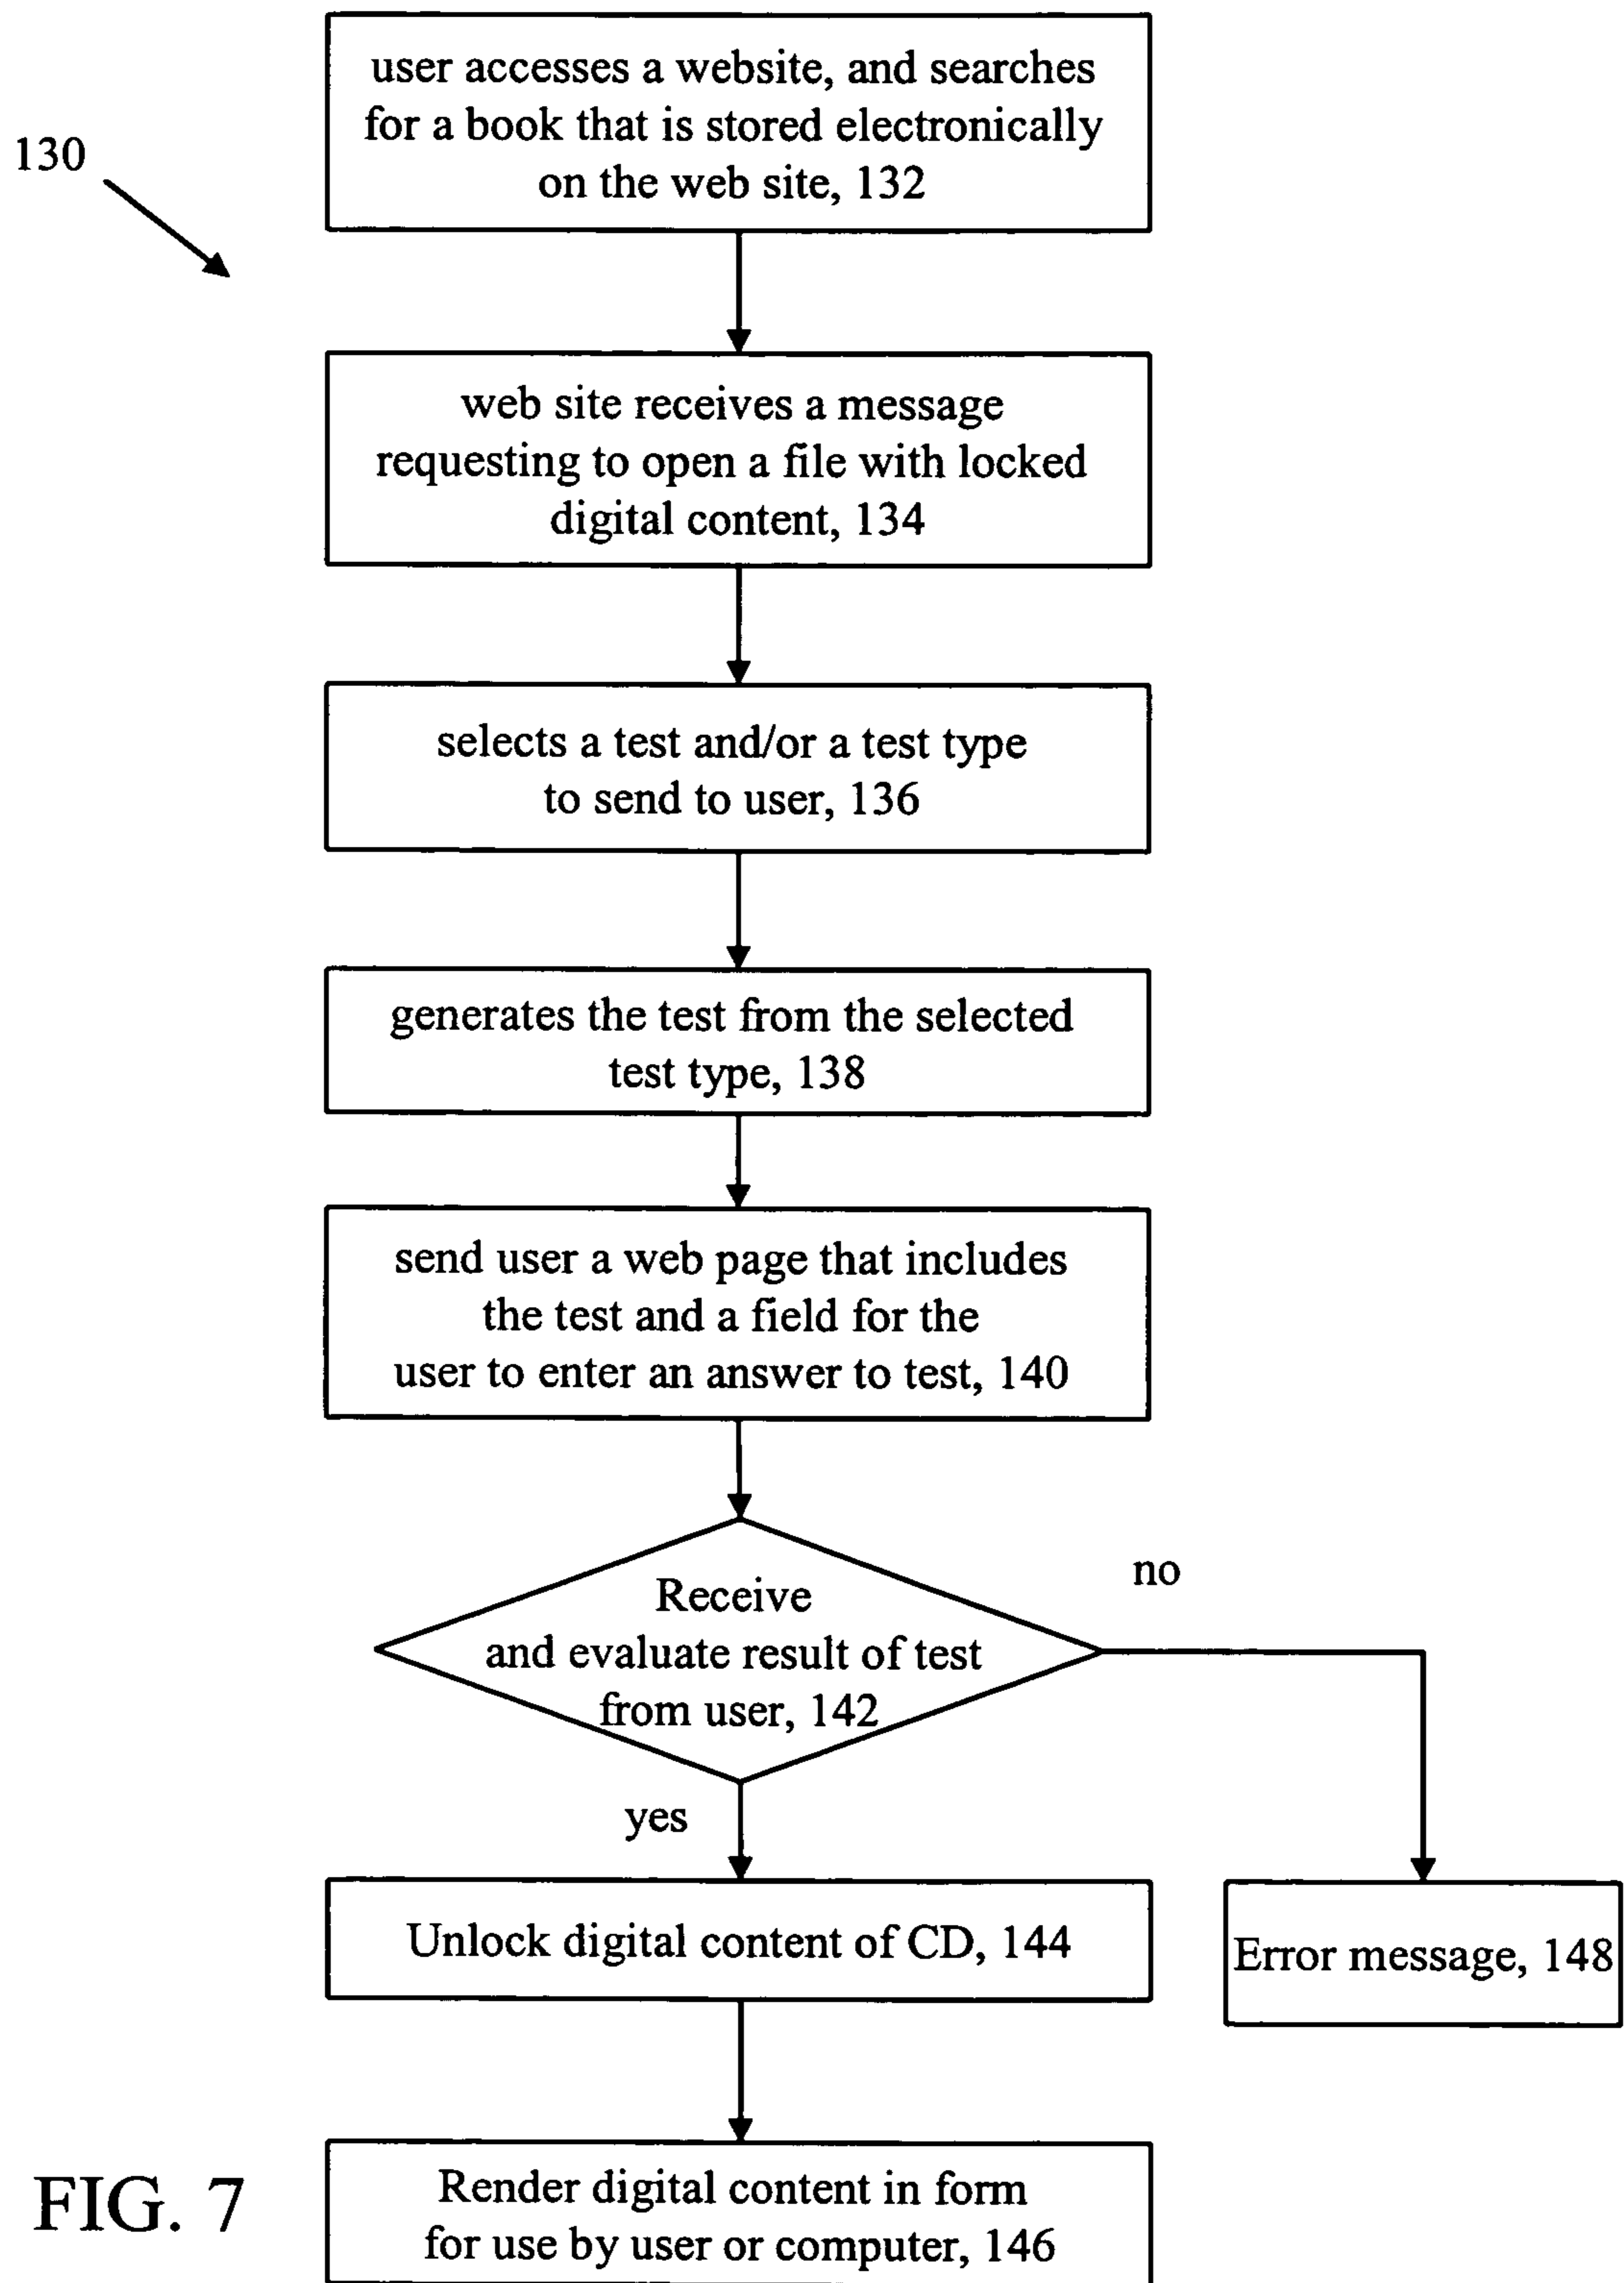 130
user accesses a website, and searches
for a book that is stored electronically
on the web site, 132
web site receives a message
requesting to open a file with locked
digital content, 134
selects a test and/or a test type
to send to user, 136
generates the test from the selected
test type, 138
send user a web page that includes
the test and a field for the
user to enter an answer to test, 140
Receive
and evaluate result of test
from user, 142
no
yes
Unlock digital content of CD, 144
Error message, 148
Render digital content in form
for use by user or computer, 146
FIG. 7